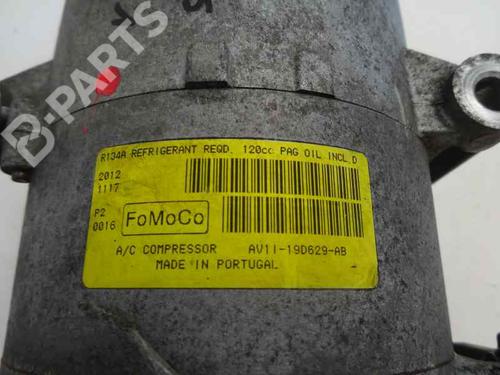 B-PARTS
R134A REFRIGERANT REQD. 120cc PAG OIL INCL.D
2012
1117
P2
0016
FoMoCo
A/C COMPRESSOR AV11-19D629-AB
MADE IN PORTUGAL